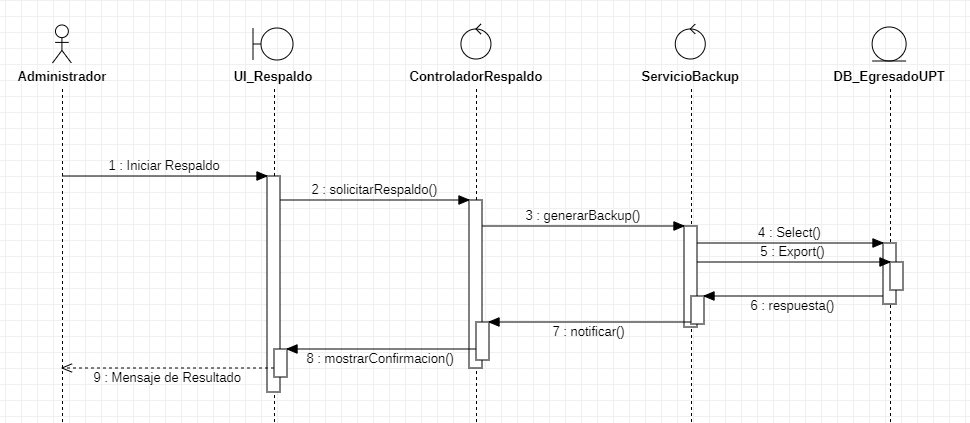 Administrador
UI_Respaldo
ControladorRespaldo
ServicioBackup
DB_EgresadoUPT
1 : Iniciar Respaldo
2 : solicitarRespaldo()
3 : generarBackup()
4 : Select()
5 : Export()
6 : respuesta()
7 : notificar()
8 : mostrarConfirmacion()
9 : Mensaje de Resultado